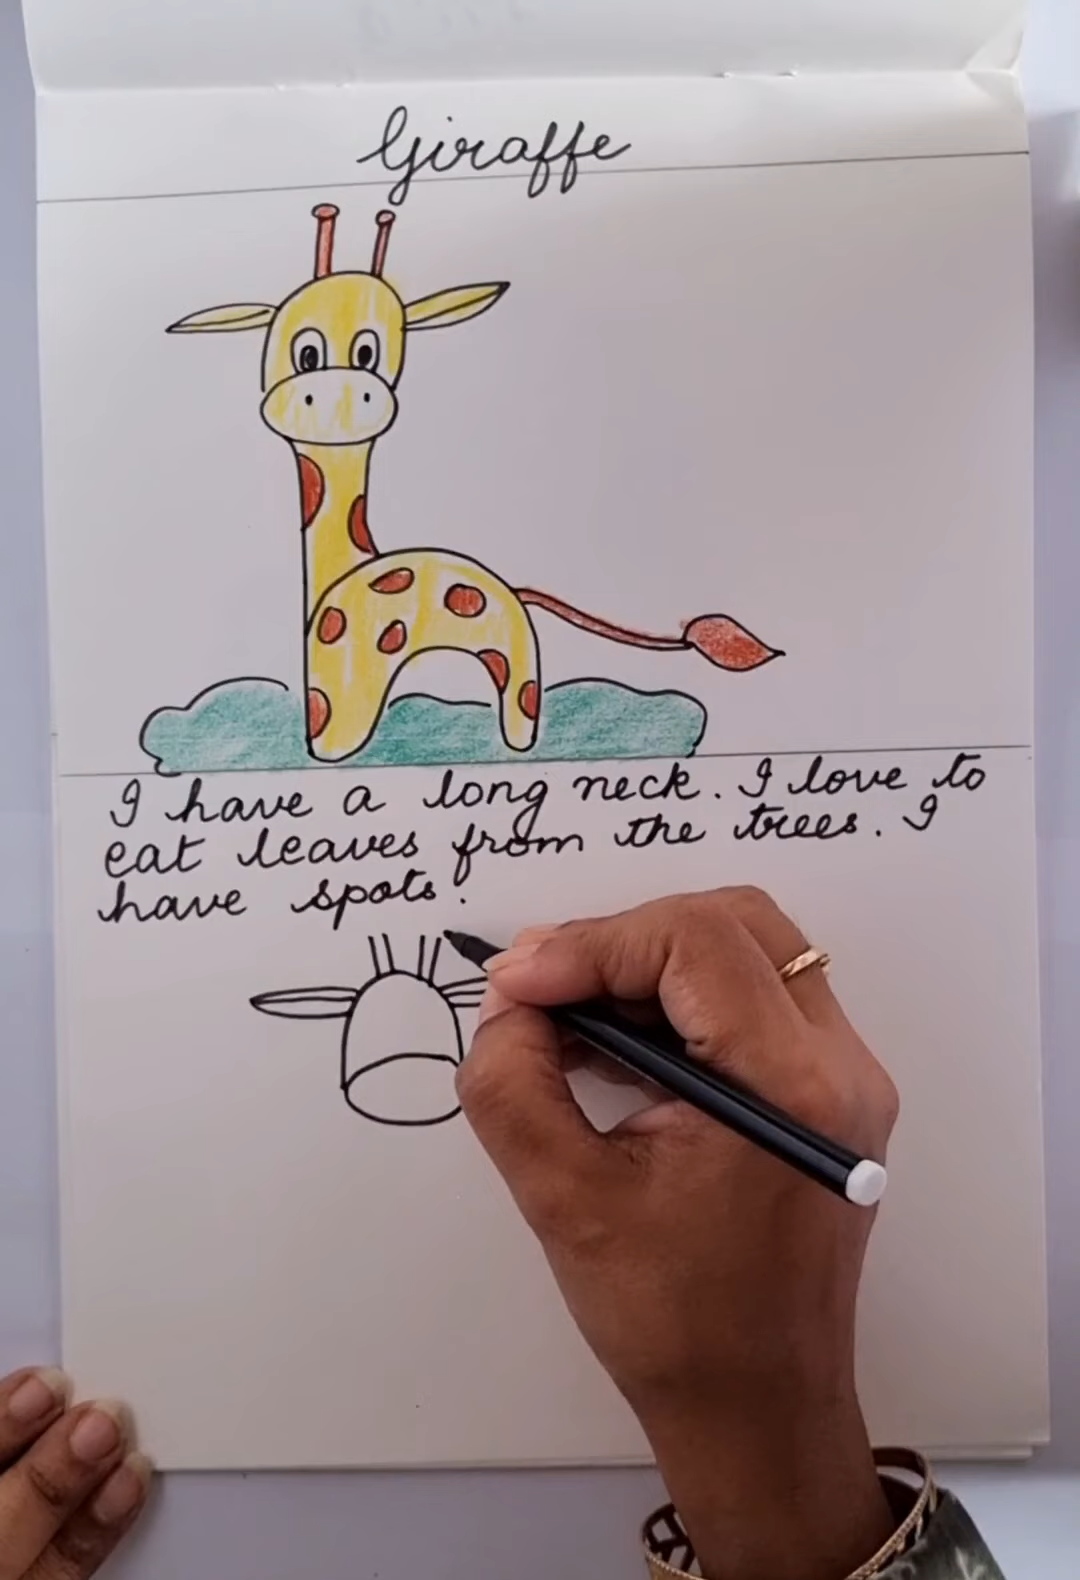 Giraffe
I have a long neck. I love to
eat leaves from the trees. I
have spots.